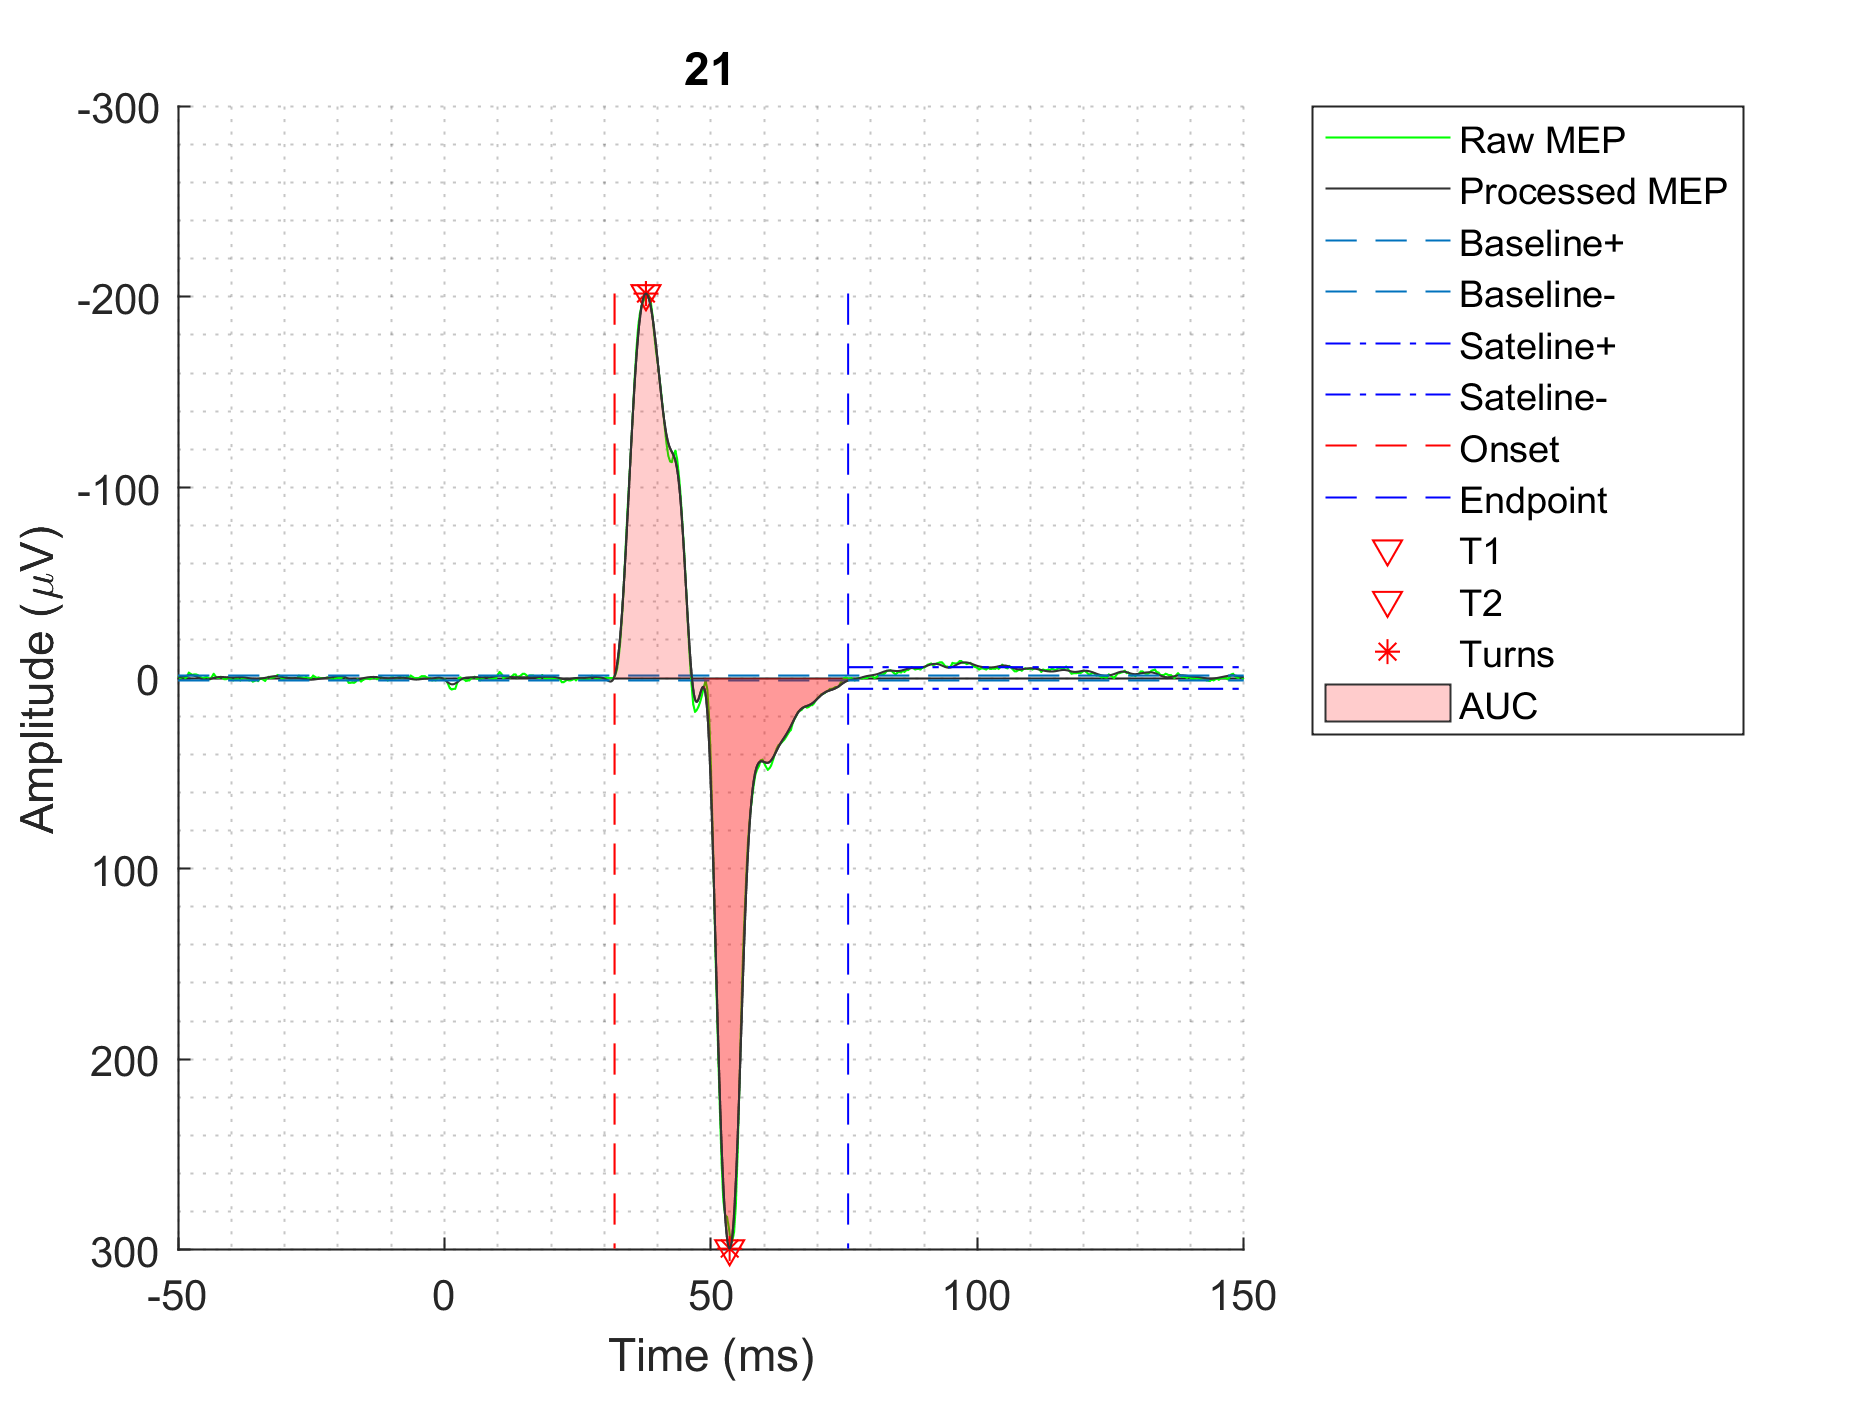 21
-300
-200
-100
0
100
200
300
Amplitude (μV)
-50 0 50 100 150
Time (ms)
Raw MEP
Processed MEP
Baseline+
Baseline-
Sateline+
Sateline-
Onset
Endpoint
T1
T2
Turns
AUC